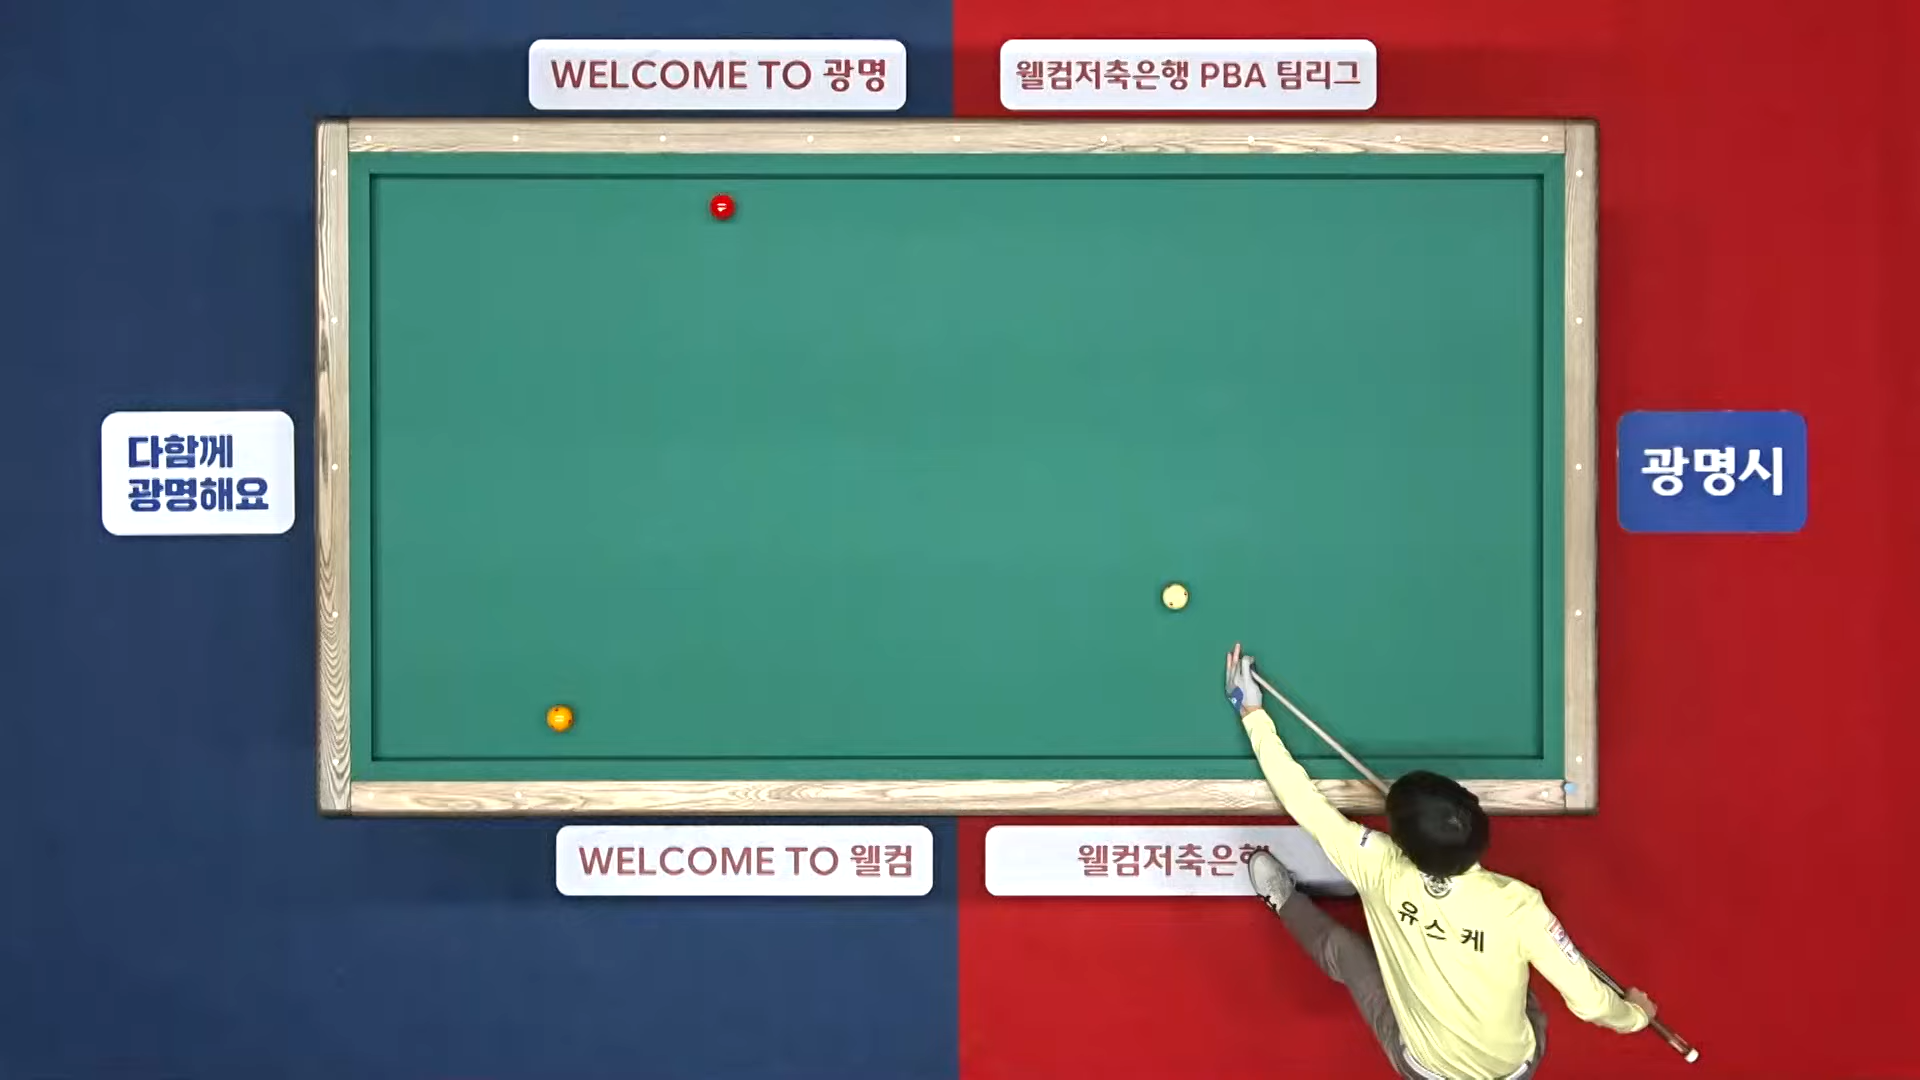 WELCOME TO 광명
웰컴저축은행 PBA 팀리그
다함께
광명해요
광명시
WELCOME TO 웰컴
웰컴저축은행
유스케